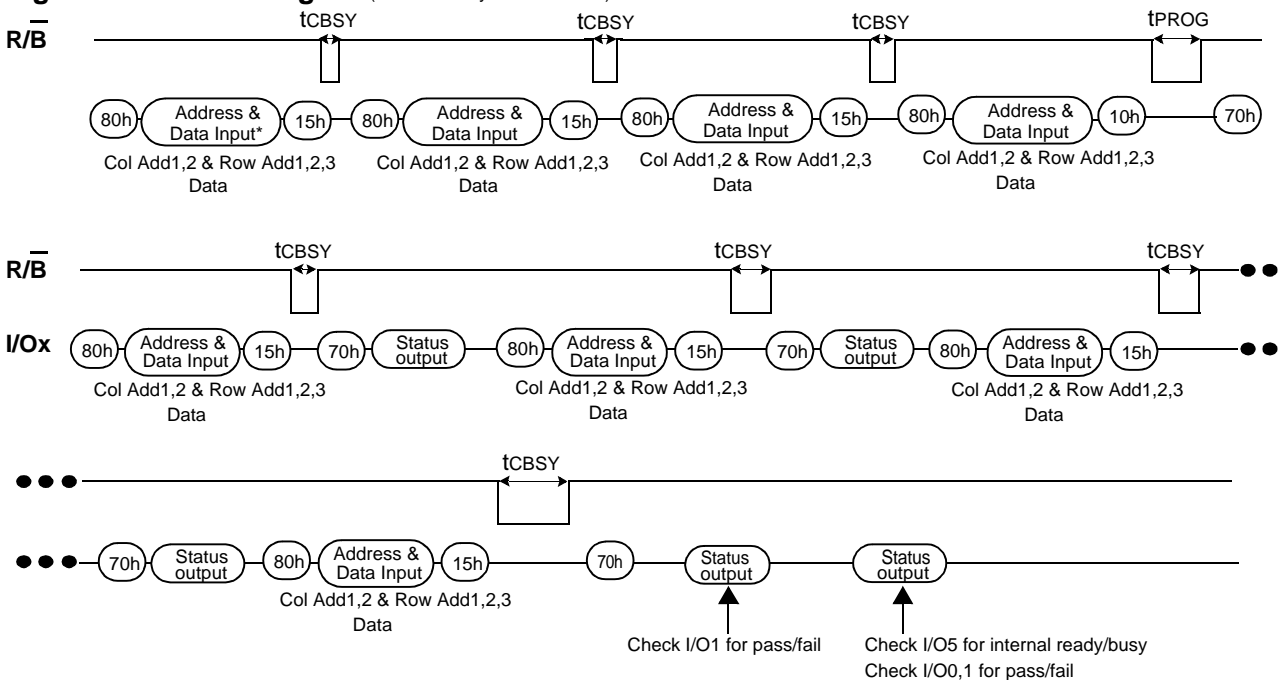 tCBSY tCBSY tCBSY tPROG
R/B
80h Address & Data Input* 15h 80h Address & Data Input 15h 80h Address & Data Input 15h 80h Address & Data Input 10h 70h
Col Add1,2 & Row Add1,2,3 Col Add1,2 & Row Add1,2,3 Col Add1,2 & Row Add1,2,3 Col Add1,2 & Row Add1,2,3
Data Data Data Data
tCBSY tCBSY tCBSY
R/B
I/Ox 80h Address & Data Input 15h 70h Status output 80h Address & Data Input 15h 70h Status output 80h Address & Data Input 15h
Col Add1,2 & Row Add1,2,3 Col Add1,2 & Row Add1,2,3 Col Add1,2 & Row Add1,2,3
Data Data Data
tCBSY
70h Status output 80h Address & Data Input 15h 70h Status output Status output
Col Add1,2 & Row Add1,2,3
Data
Check I/O1 for pass/fail Check I/O5 for internal ready/busy
Check I/O0,1 for pass/fail